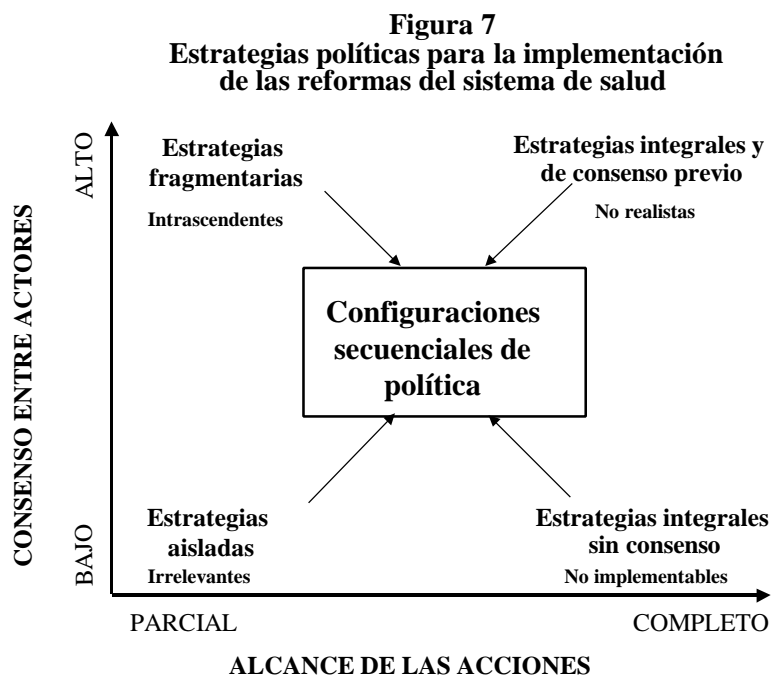 Figura 7
Estrategias políticas para la implementación
de las reformas del sistema de salud
CONSENSO ENTRE ACTORES
ALTO
BAJO
Estrategias
fragmentarias
Intrascendentes
Estrategias integrales y
de consenso previo
No realistas
Configuraciones
secuenciales de
política
Estrategias
aisladas
Irrelevantes
Estrategias integrales
sin consenso
No implementables
PARCIAL
COMPLETO
ALCANCE DE LAS ACCIONES